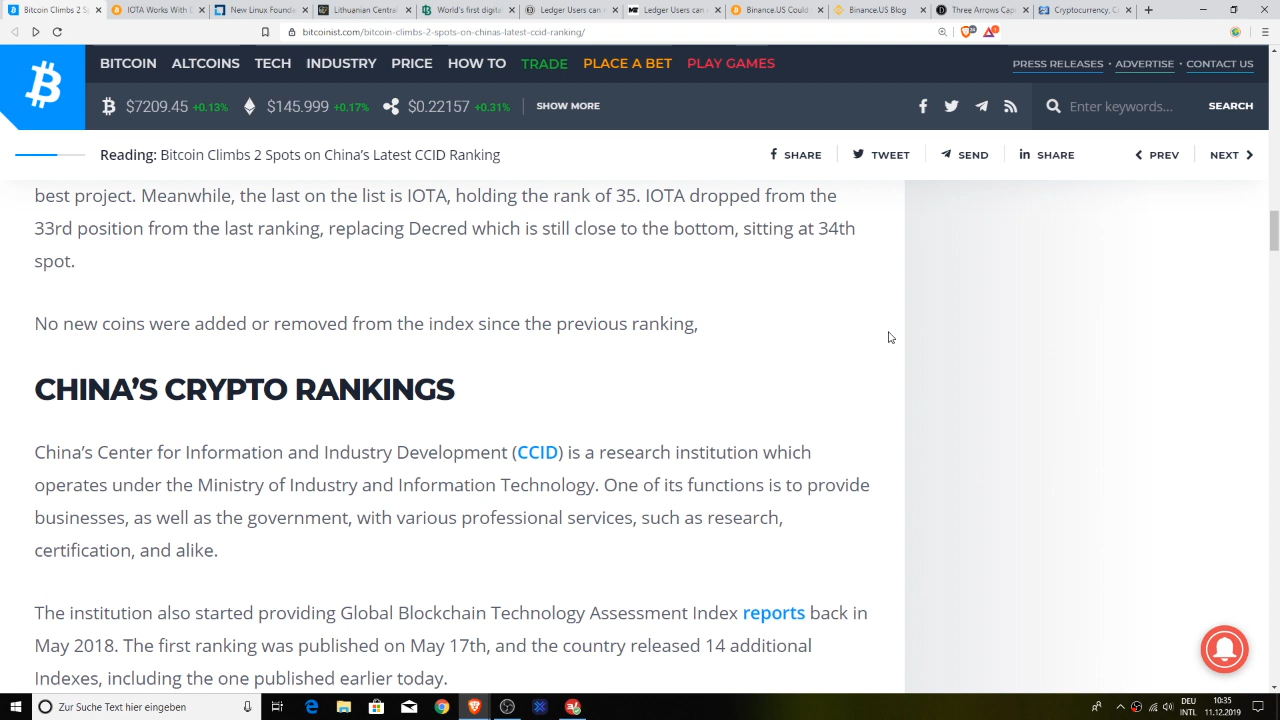 Bitcoin Climbs 2 S
IOTA Works With D
New Linux Founda
Lithuanian Central
World's first digita
Ledger Users can n
Ledger Users can n
Binance.US Could
Binance.US Blog
Three Arrows Cap
Cryptocurrency, C
bitcoinist.com/bitcoin-climbs-2-spots-on-chinas-latest-ccid-ranking/
BITCOIN ALTCOINS TECH INDUSTRY PRICE HOW TO TRADE PLACE A BET PLAY GAMES
PRESS RELEASES · ADVERTISE · CONTACT US
$7209.45 +0.13% $145.999 +0.17% $0.22157 +0.31% SHOW MORE
Enter keywords... SEARCH
Reading: Bitcoin Climbs 2 Spots on China's Latest CCID Ranking
SHARE TWEET SEND SHARE PREV NEXT
best project. Meanwhile, the last on the list is IOTA, holding the rank of 35. IOTA dropped from the
33rd position from the last ranking, replacing Decred which is still close to the bottom, sitting at 34th
spot.
No new coins were added or removed from the index since the previous ranking,
CHINA'S CRYPTO RANKINGS
China's Center for Information and Industry Development (CCID) is a research institution which
operates under the Ministry of Industry and Information Technology. One of its functions is to provide
businesses, as well as the government, with various professional services, such as research,
certification, and alike.
The institution also started providing Global Blockchain Technology Assessment Index reports back in
May 2018. The first ranking was published on May 17th, and the country released 14 additional
Indexes, including the one published earlier today.
Zur Suche Text hier eingeben
DEU
INTL
10:35
11.12.2019